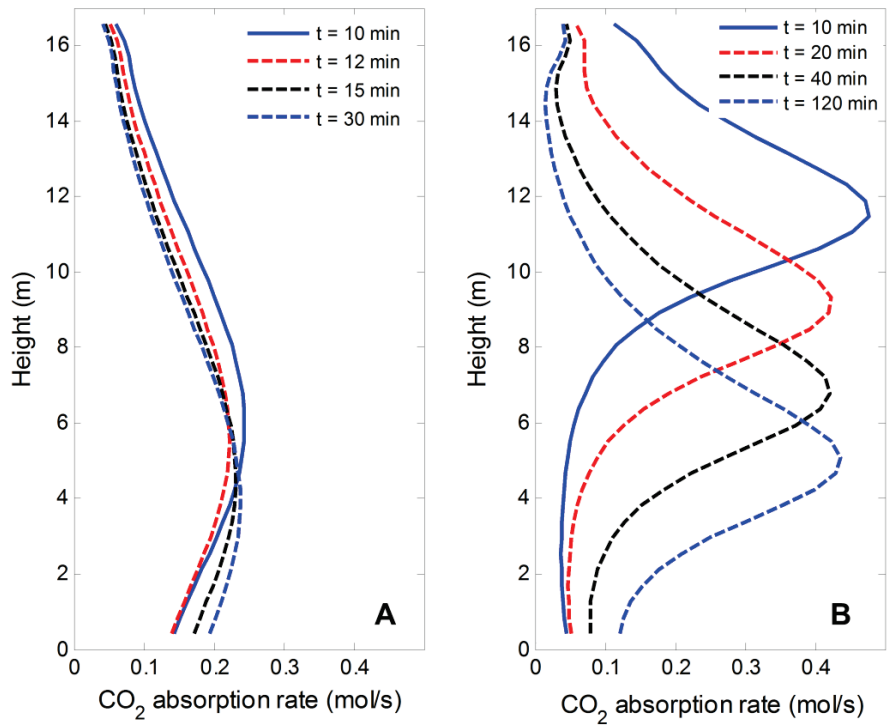 16
14
12
10
8
6
4
2
0
Height (m)
t = 10 min
t = 12 min
t = 15 min
t = 30 min
A
0 0.1 0.2 0.3 0.4
CO₂ absorption rate (mol/s)
16
14
12
10
8
6
4
2
0
Height (m)
t = 10 min
t = 20 min
t = 40 min
t = 120 min
B
0 0.1 0.2 0.3 0.4
CO₂ absorption rate (mol/s)